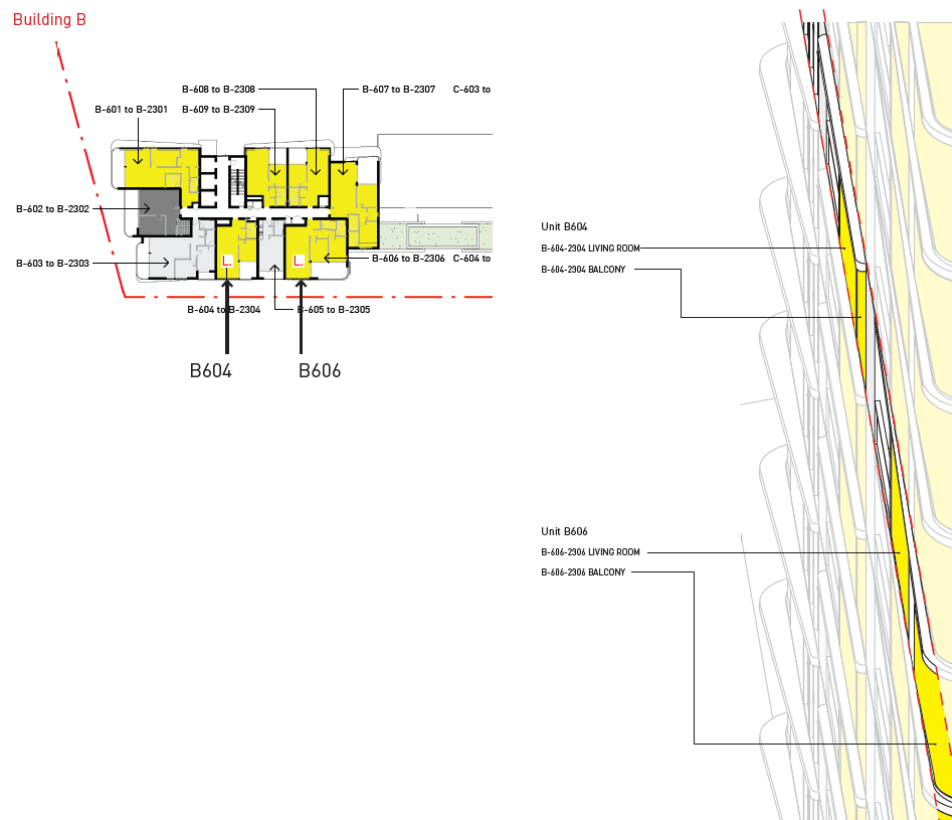 Building B
B-608 to B-2308
B-607 to B-2307
C-603 to
B-601 to B-2301
B-609 to B-2309
B-602 to B-2302
B-603 to B-2303
B-606 to B-2306
C-604 to
B-604 to B-2304
B-605 to B-2305
B604
B606
L
L
Unit B604
B-604-2304 LIVING ROOM
B-604-2304 BALCONY
Unit B606
B-606-2306 LIVING ROOM
B-606-2306 BALCONY